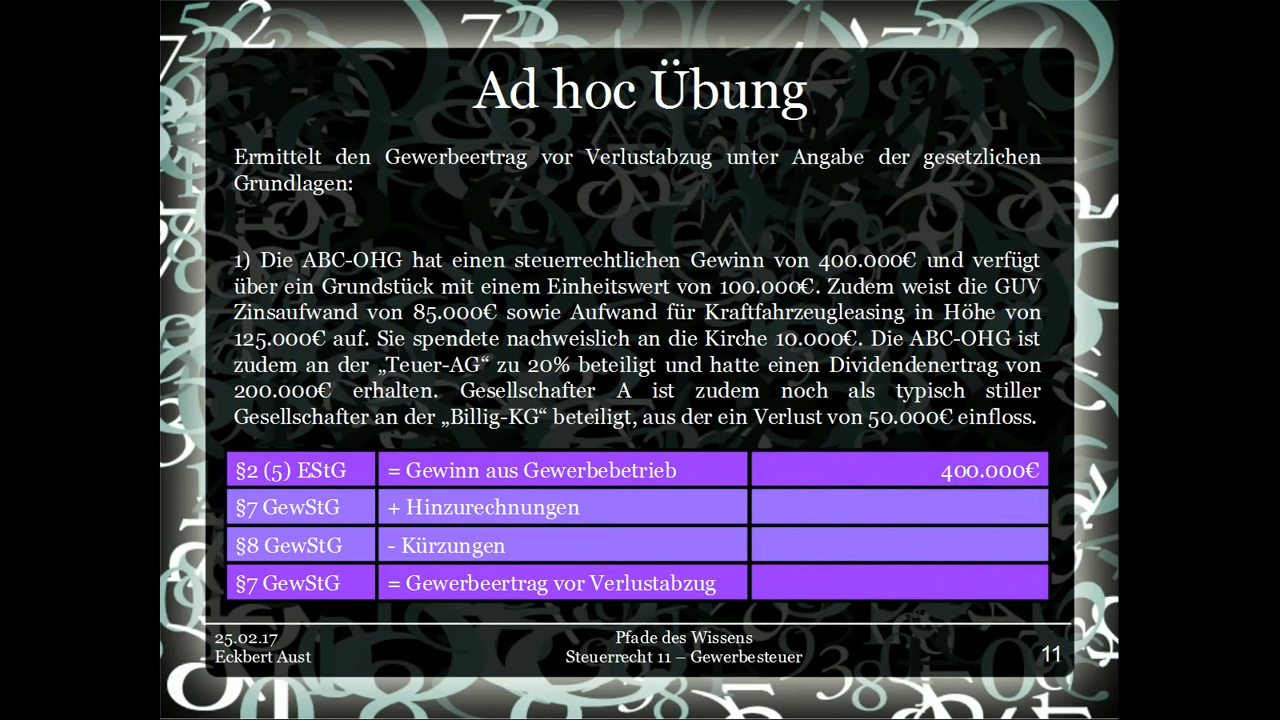 Ad hoc Übung
Ermittelt den Gewerbeertrag vor Verlustabzug unter Angabe der gesetzlichen
Grundlagen:
1) Die ABC-OHG hat einen steuerrechtlichen Gewinn von 400.000€ und verfügt
über ein Grundstück mit einem Einheitswert von 100.000€. Zudem weist die GUV
Zinsaufwand von 85.000€ sowie Aufwand für Kraftfahrzeugleasing in Höhe von
125.000€ auf. Sie spendete nachweislich an die Kirche 10.000€. Die ABC-OHG ist
zudem an der „Teuer-AG“ zu 20% beteiligt und hatte einen Dividendenertrag von
200.000€ erhalten. Gesellschafter A ist zudem noch als typisch stiller
Gesellschafter an der „Billig-KG“ beteiligt, aus der ein Verlust von 50.000€ einfloss.
§2 (5) EStG = Gewinn aus Gewerbebetrieb 400.000€
§7 GewStG + Hinzurechnungen
§8 GewStG - Kürzungen
§7 GewStG = Gewerbeertrag vor Verlustabzug
25.02.17 Pfade des Wissens
Eckbert Aust Steuerrecht 11 – Gewerbesteuer 11